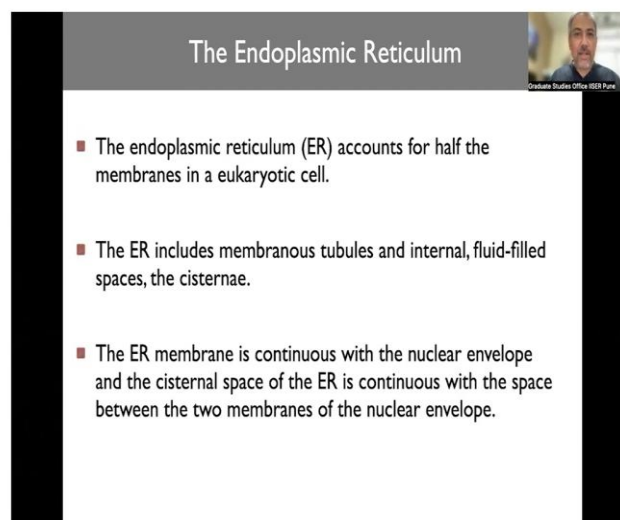 The Endoplasmic Reticulum
Graduate Studies Office IISER Pune
The endoplasmic reticulum (ER) accounts for half the
membranes in a eukaryotic cell.
The ER includes membranous tubules and internal, fluid-filled
spaces, the cisternae.
The ER membrane is continuous with the nuclear envelope
and the cisternal space of the ER is continuous with the space
between the two membranes of the nuclear envelope.